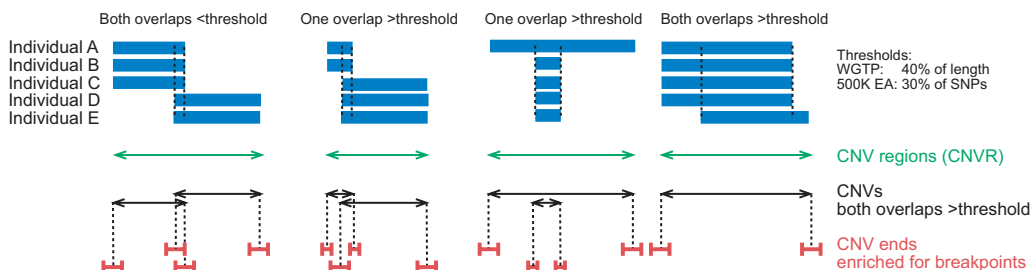 Both overlaps <threshold
One overlap >threshold
One overlap >threshold
Both overlaps >threshold
Individual A
Individual B
Individual C
Individual D
Individual E
Thresholds:
WGTP: 40% of length
500K EA: 30% of SNPs
CNV regions (CNVR)
CNVs
both overlaps >threshold
CNV ends
enriched for breakpoints